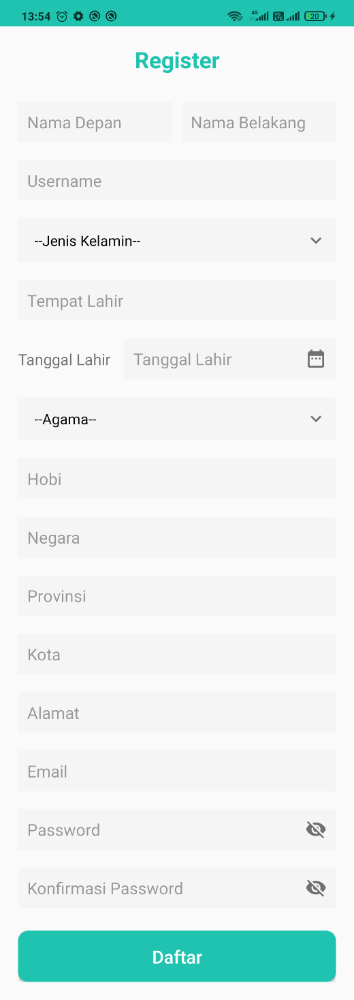 13:54 4G Vo LTE 20
Register
Nama Depan Nama Belakang
Username
--Jenis Kelamin--
Tempat Lahir
Tanggal Lahir Tanggal Lahir
--Agama--
Hobi
Negara
Provinsi
Kota
Alamat
Email
Password
Konfirmasi Password
Daftar